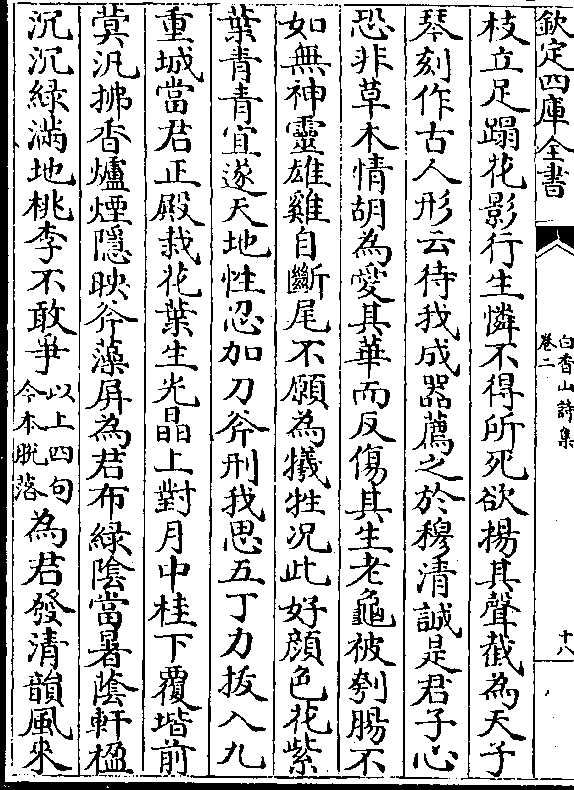 欽定四庫全書
白香山詩集
卷二
十八
枝立足蹋花影行生憐不得所死欲揚其聲截為天子
琴刻作古人形云待我成器薦之於穆清誠是君子心
恐非草木情胡為愛其華而反傷其生老龜被刳腸不
如無神靈雄雞自斷尾不願為犧牲况此好顔色花紫
葉青青宜遂天地性忍加刀斧刑我思五丁力拔入九
重城當君正殿栽花葉生光晶上對月中桂下覆堦前
蓂汎拂香爐煙隱映斧藻屏為君布緑陰當暑蔭軒楹
沉沉緑滿地桃李不敢爭以上四句今本脱落為君發清韻風來